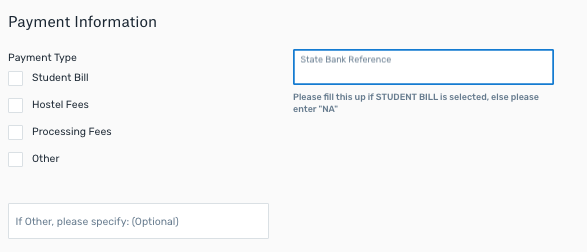 Payment Information
Payment Type
Student Bill
Hostel Fees
Processing Fees
Other
If Other, please specify: (Optional)
State Bank Reference
Please fill this up if STUDENT BILL is selected, else please
enter "NA"